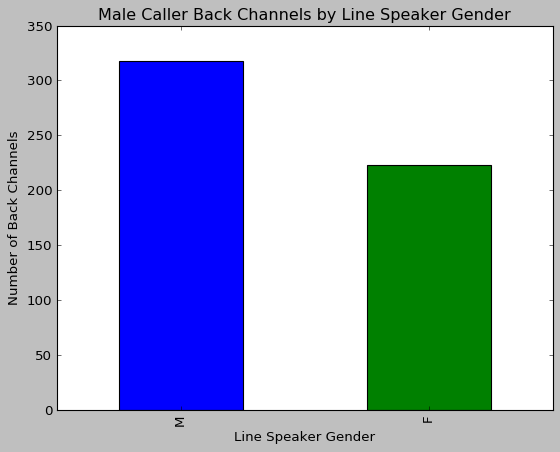 Male Caller Back Channels by Line Speaker Gender
350
300
250
200
150
100
50
0
Number of Back Channels
M
F
Line Speaker Gender